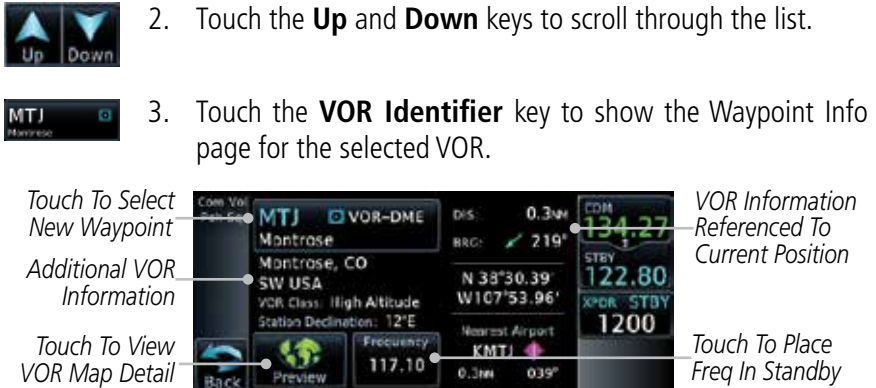 Up Down
2. Touch the Up and Down keys to scroll through the list.
MTJ
Montrose
3. Touch the VOR Identifier key to show the Waypoint Info
page for the selected VOR.
Touch To Select
New Waypoint
Additional VOR
Information
Touch To View
VOR Map Detail
Com Vol
Psh Sq
MTJ VOR-DME
Montrose
Montrose, CO
SW USA
VOR Class: High Altitude
Station Declination: 12°E
Back
Preview
Frequency
117.10
DIS: 0.3NM
BRG: 219°
N 38°30.39'
W107°53.96'
Nearest Airport
KMTJ
0.3NM 039°
COM
134.27
STBY
122.80
XPDR STBY
1200
VOR Information
Referenced To
Current Position
Touch To Place
Freq In Standby